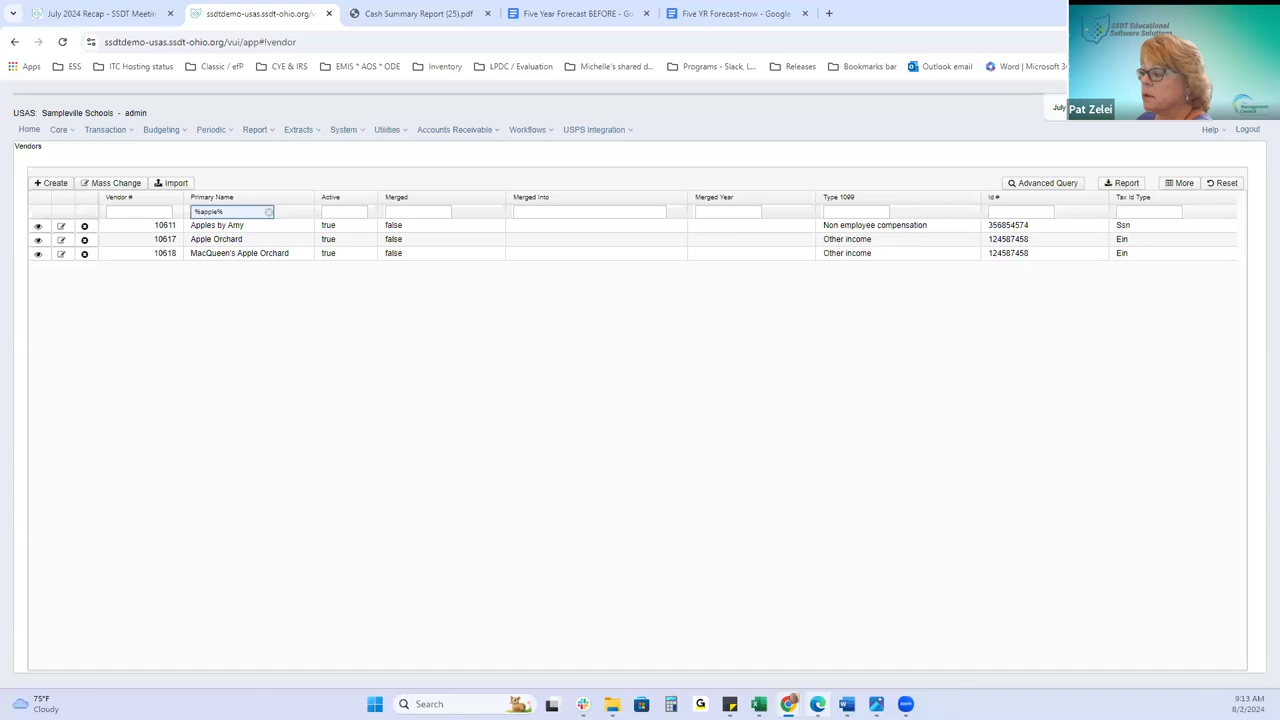 July 2024 Recap - SSDT Meetin
ssdtdemo-usas.ssdt-ohio.org/v
Cash Summary Report (25).pdf
Five Year Forecast BEFORE - Go
Five YR Forecast-now - Google
ssdtdemo-usas.ssdt-ohio.org/vui/app#!vendor
Apps
ESS
ITC Hosting status
Classic / efP
CYE & IRS
EMIS * AOS * ODE
Inventory
LPDC / Evaluation
Michelle's shared d...
Programs - Slack, L...
Releases
Bookmarks bar
Outlook email
Word | Microsoft 3
SSDT Educational
Software Solutions
Management
Council
Pat Zelei
July
USAS: Sampleville Schools - admin
Home Core Transaction Budgeting Periodic Report Extracts System Utilities Accounts Receivable Workflows USPS Integration Help Logout
Vendors
Create Mass Change Import Advanced Query Report More Reset
Vendor # Primary Name Active Merged Merged Into Merged Year Type 1099 Id # Tax Id Type
%apple%
10611 Apples by Amy true false Non employee compensation 356854574 Ssn
10617 Apple Orchard true false Other income 124587458 Ein
10618 MacQueen's Apple Orchard true false Other income 124587458 Ein
75°F
Cloudy
Search
9:13 AM
8/2/2024